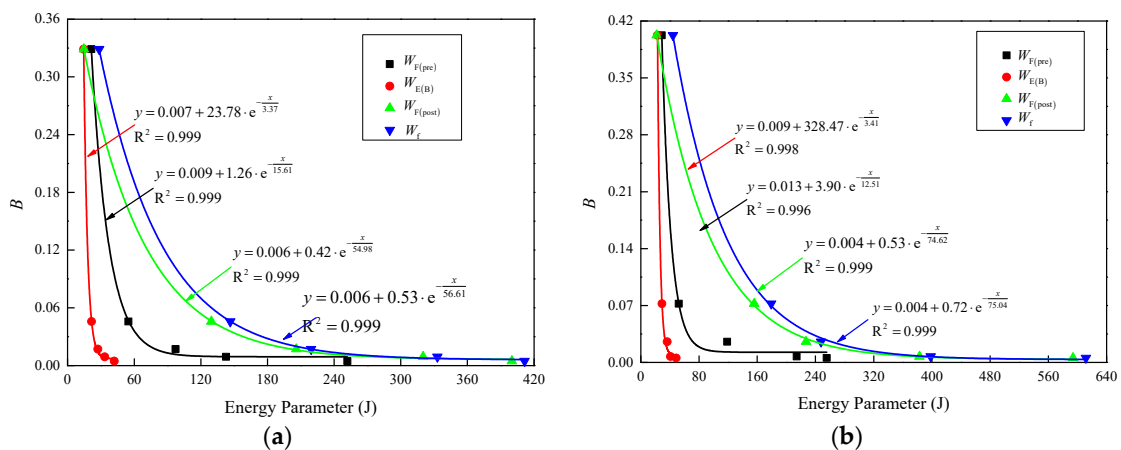 0.36
0.30
0.24
0.18
0.12
0.06
0.00
B
0 60 120 180 240 300 360 420
Energy Parameter (J)
W_F(pre)
W_E(B)
W_F(post)
W_f
y = 0.007 + 23.78 · e^(-x/3.37)
R² = 0.999
y = 0.009 + 1.26 · e^(-x/15.61)
R² = 0.999
y = 0.006 + 0.42 · e^(-x/54.98)
R² = 0.999
y = 0.006 + 0.53 · e^(-x/56.61)
R² = 0.999
(a)
0.42
0.35
0.28
0.21
0.14
0.07
0.00
B
0 80 160 240 320 400 480 560 640
Energy Parameter (J)
W_F(pre)
W_E(B)
W_F(post)
W_f
y = 0.009 + 328.47 · e^(-x/3.41)
R² = 0.998
y = 0.013 + 3.90 · e^(-x/12.51)
R² = 0.996
y = 0.004 + 0.53 · e^(-x/74.62)
R² = 0.999
y = 0.004 + 0.72 · e^(-x/75.04)
R² = 0.999
(b)